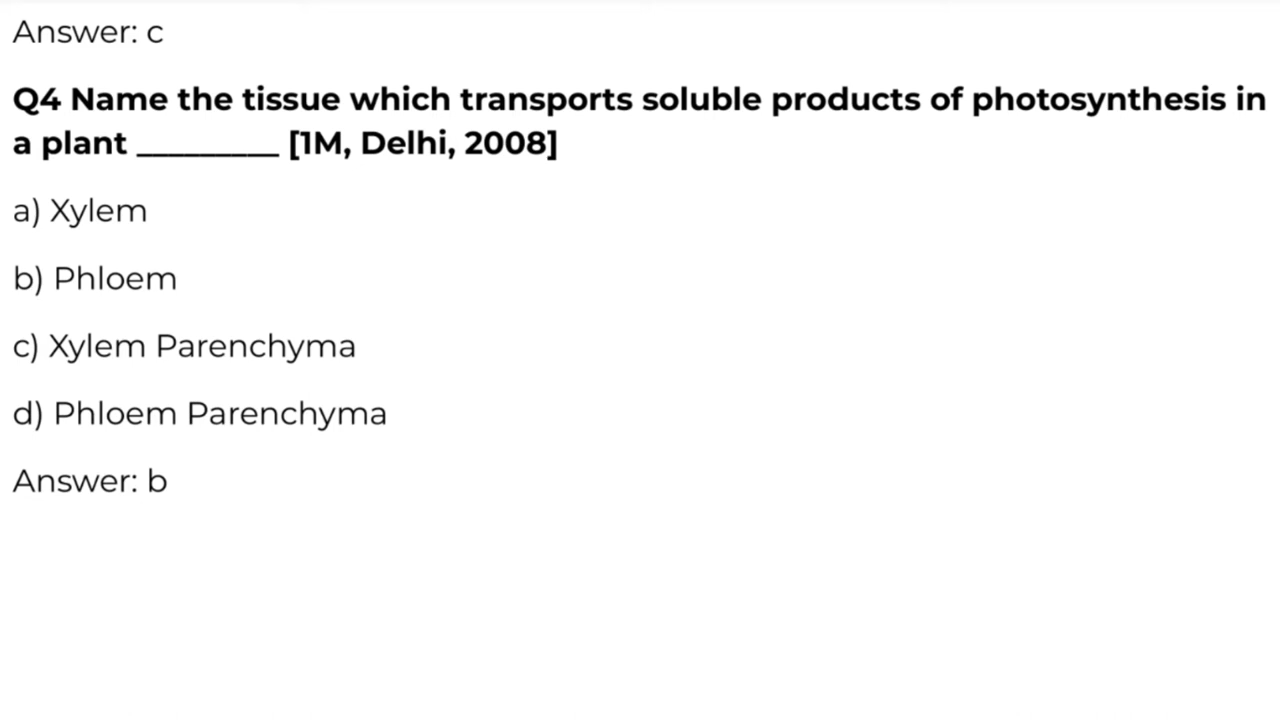 Answer: c
Q4 Name the tissue which transports soluble products of photosynthesis in
a plant _________ [1M, Delhi, 2008]
a) Xylem
b) Phloem
c) Xylem Parenchyma
d) Phloem Parenchyma
Answer: b